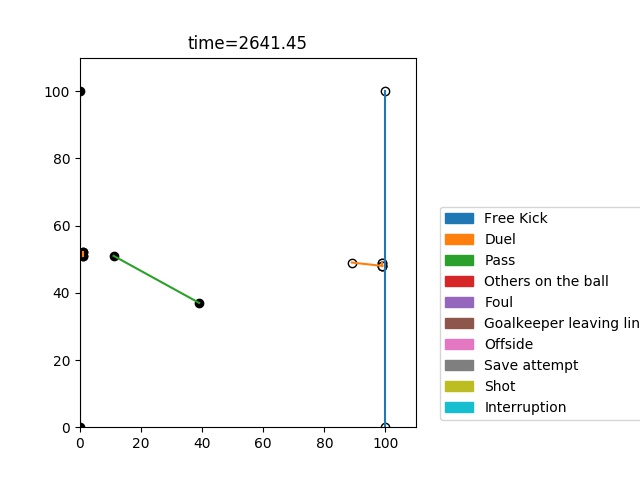 time=2641.45
100
80
60
40
20
0
0 20 40 60 80 100
Free Kick
Duel
Pass
Others on the ball
Foul
Goalkeeper leaving lin
Offside
Save attempt
Shot
Interruption